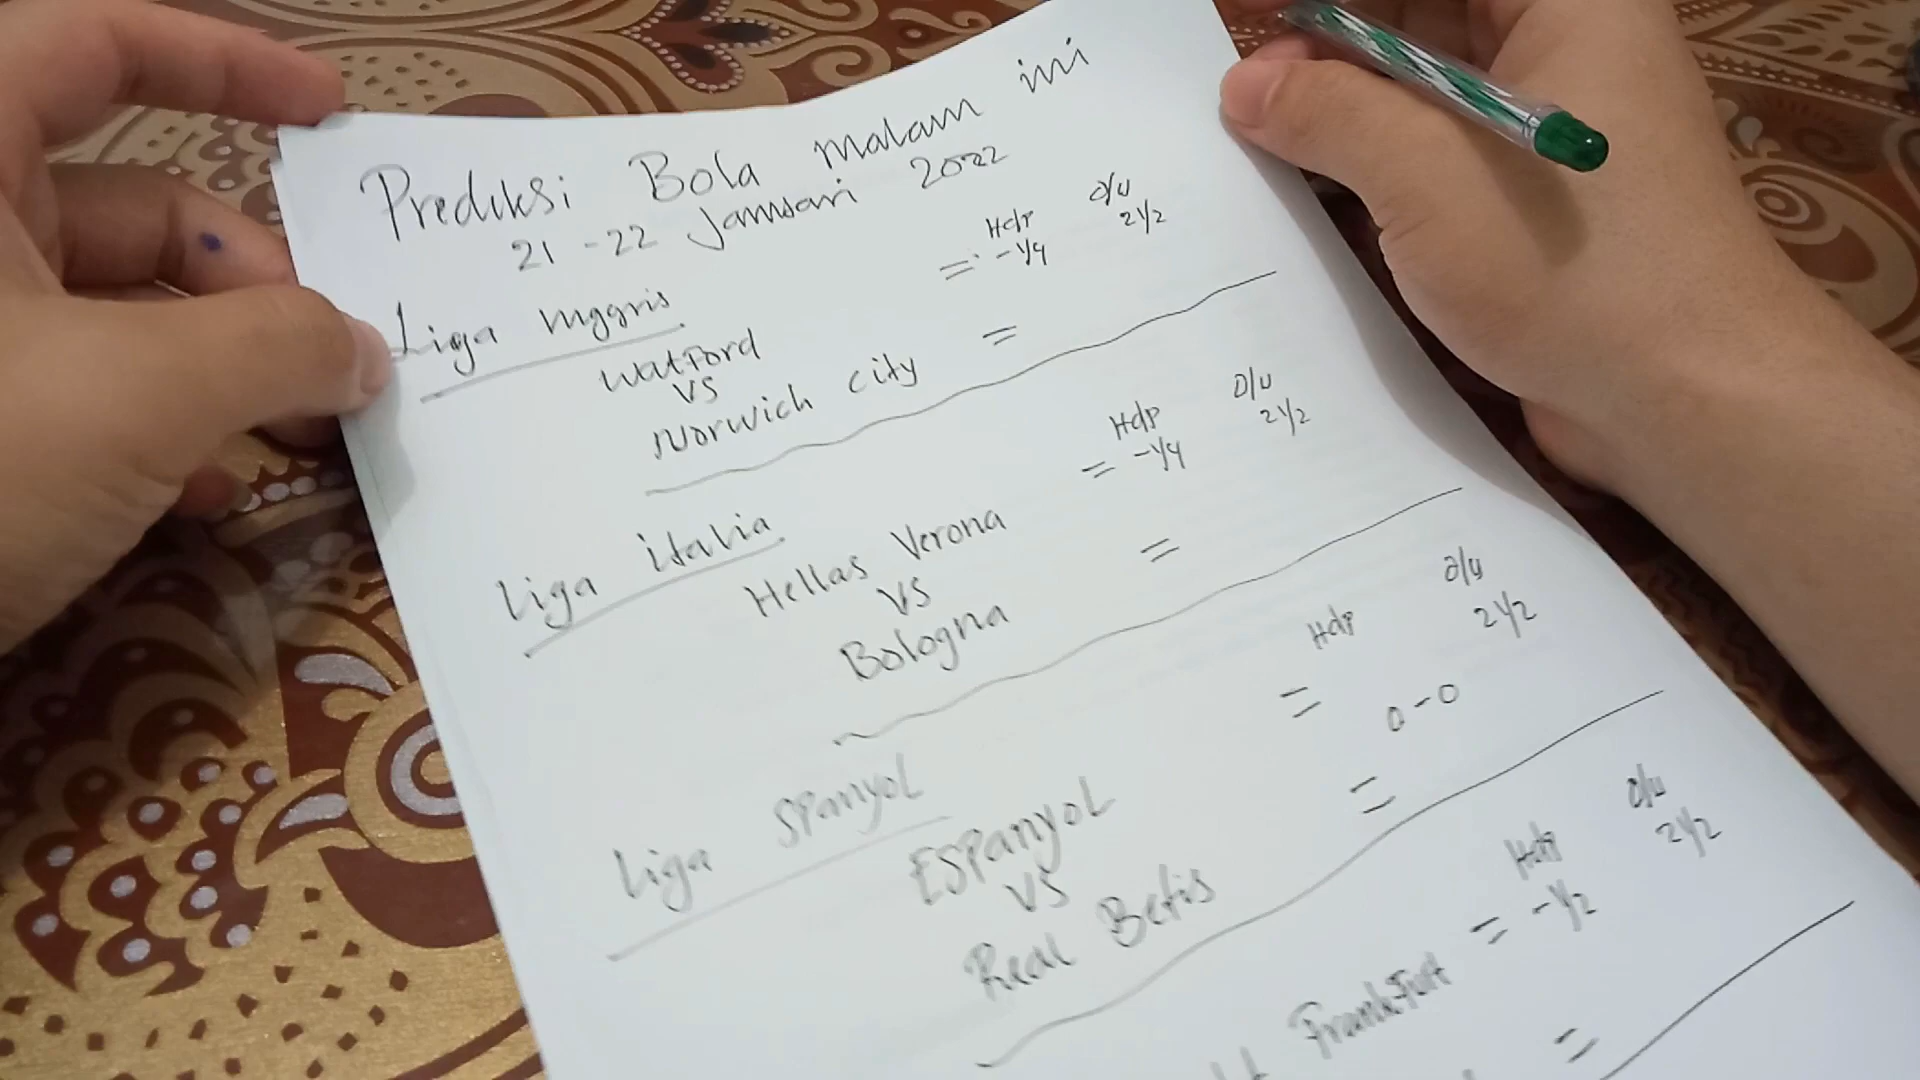 Prediksi Bola malam ini
21 - 22 Januari 2022
Hdp O/U
Liga inggris = - 1/4 2 1/2
Watford
VS
Norwich city =
Hdp O/U
Liga italia = - 1/4 2 1/2
Hellas Verona
VS
Bologna =
Hdp O/U
Liga SPanyoL = 0-0 2 1/2
ESPanyoL
VS
Real Betis =
Hdp O/U
FrankFurt = - 1/2 2 1/2
=